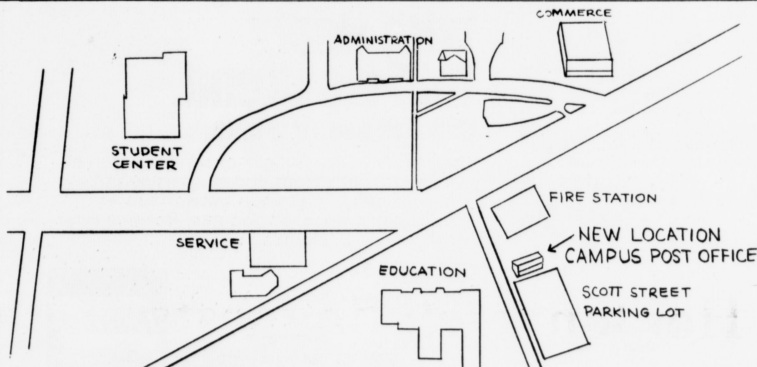 COMMERCE
ADMINISTRATION
STUDENT
CENTER
FIRE STATION
SERVICE
NEW LOCATION
CAMPUS POST OFFICE
EDUCATION
SCOTT STREET
PARKING LOT